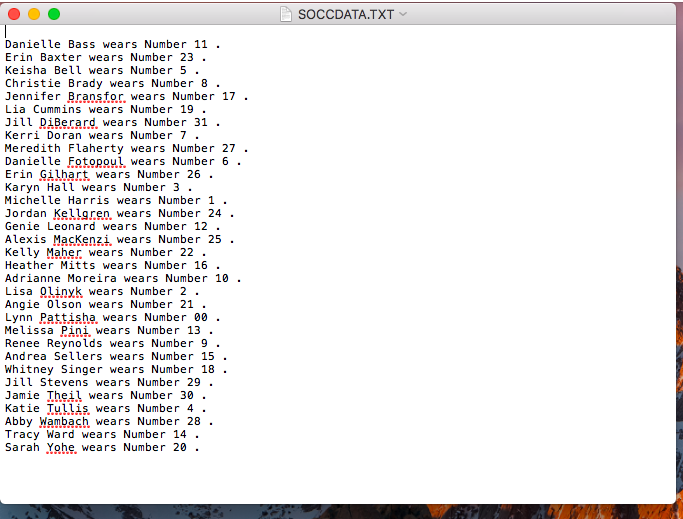 SOCCDATA.TXT
Danielle Bass wears Number 11 .
Erin Baxter wears Number 23 .
Keisha Bell wears Number 5 .
Christie Brady wears Number 8 .
Jennifer Bransfor wears Number 17 .
Lia Cummins wears Number 19 .
Jill DiBerard wears Number 31 .
Kerri Doran wears Number 7 .
Meredith Flaherty wears Number 27 .
Danielle Fotopoul wears Number 6 .
Erin Gilhart wears Number 26 .
Karyn Hall wears Number 3 .
Michelle Harris wears Number 1 .
Jordan Kellgren wears Number 24 .
Genie Leonard wears Number 12 .
Alexis MacKenzi wears Number 25 .
Kelly Maher wears Number 22 .
Heather Mitts wears Number 16 .
Adrianne Moreira wears Number 10 .
Lisa Olinyk wears Number 2 .
Angie Olson wears Number 21 .
Lynn Pattisha wears Number 00 .
Melissa Pini wears Number 13 .
Renee Reynolds wears Number 9 .
Andrea Sellers wears Number 15 .
Whitney Singer wears Number 18 .
Jill Stevens wears Number 29 .
Jamie Theil wears Number 30 .
Katie Tullis wears Number 4 .
Abby Wambach wears Number 28 .
Tracy Ward wears Number 14 .
Sarah Yohe wears Number 20 .